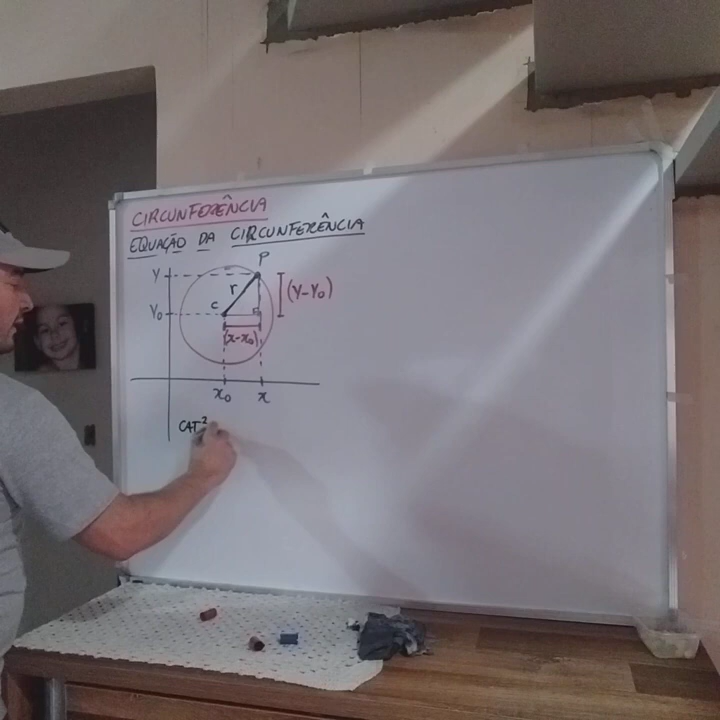 CIRCUNFERÊNCIA
EQUAÇÃO DA CIRCUNFERÊNCIA
P
Y
r
(Y-Y₀)
C
Y₀
(x-x₀)
x₀ x
CAT²